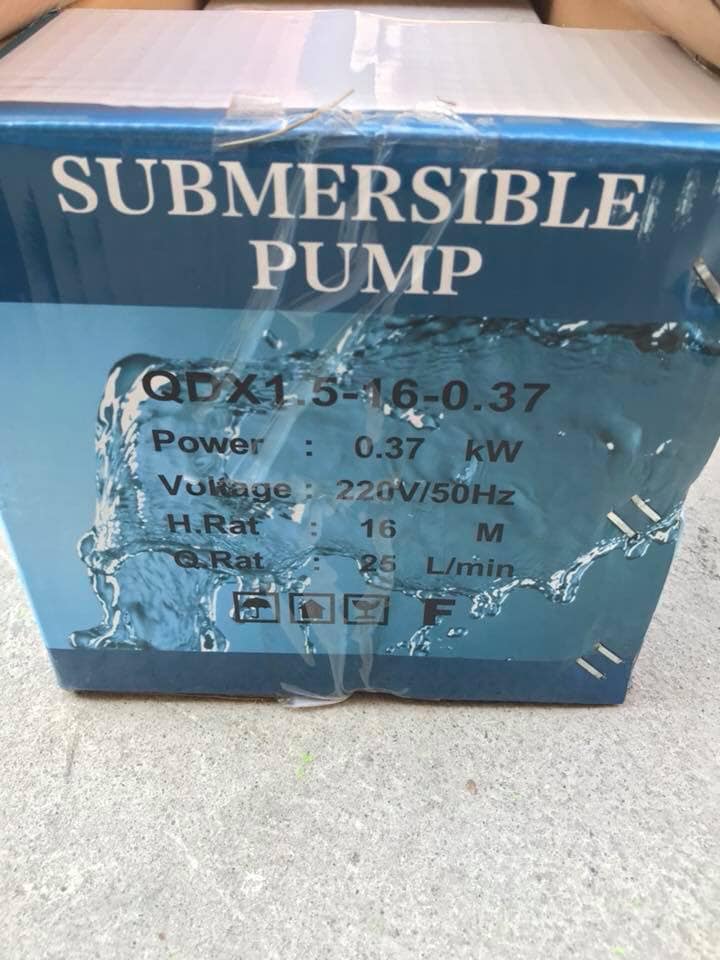 SUBMERSIBLE
PUMP
QDX1.5-16-0.37
Power : 0.37 kW
Voltage : 220V/50Hz
H.Rat : 16 M
Q.Rat : 25 L/min
F